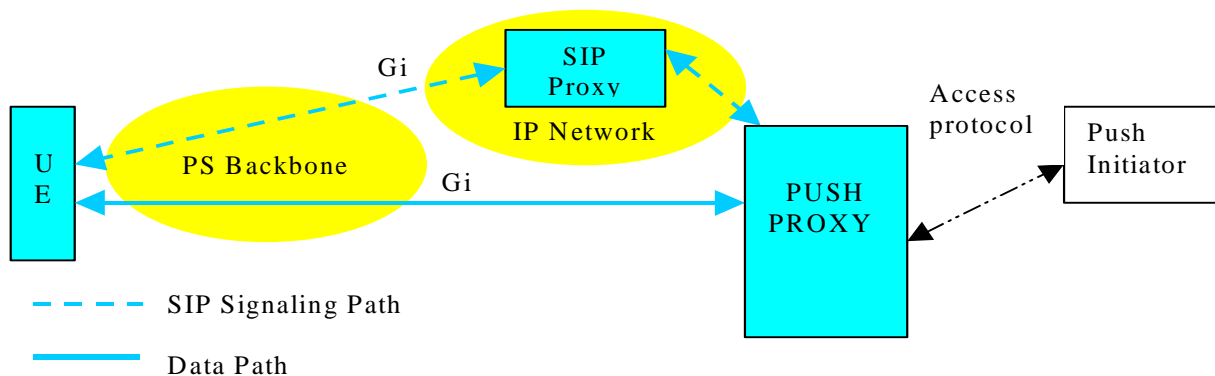 SIP
Proxy
Gi
IP Network
Access
protocol
Push
Initiator
U
E
PS Backbone
Gi
PUSH
PROXY
SIP Signaling Path
Data Path